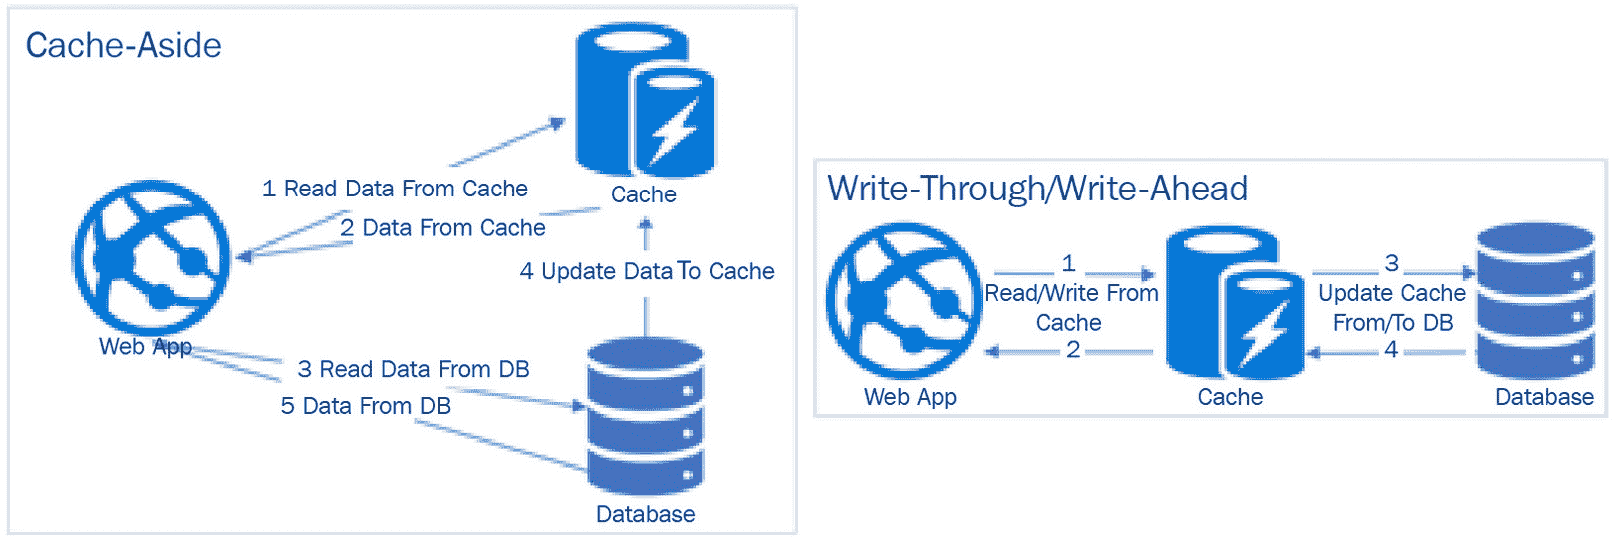 Cache-Aside
1 Read Data From Cache
Cache
2 Data From Cache
4 Update Data To Cache
Web App
3 Read Data From DB
5 Data From DB
Database
Write-Through/Write-Ahead
1
Read/Write From
Cache
2
3
Update Cache
From/To DB
4
Web App
Cache
Database